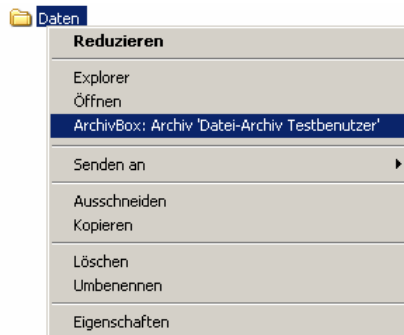 Daten
Reduzieren
Explorer
Öffnen
ArchivBox: Archiv 'Datei-Archiv Testbenutzer'
Senden an
Ausschneiden
Kopieren
Löschen
Umbenennen
Eigenschaften